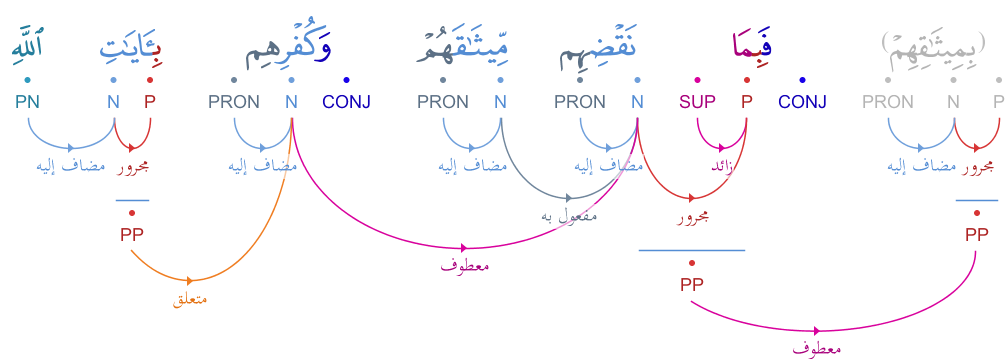 (بِمِيثَـٰقِهِمْ) فَبِمَا نَقْضِهِم مِّيثَـٰقَهُمْ وَكُفْرِهِم بِـَٔايَـٰتِ ٱللَّهِ
PN N P PRON N CONJ PRON N PRON N SUP P CONJ PRON N P
مجرور مضاف إليه زائد مضاف إليه مضاف إليه مضاف إليه مجرور مضاف إليه
مجرور مفعول به
PP PP
معطوف
PP
متعلق
معطوف